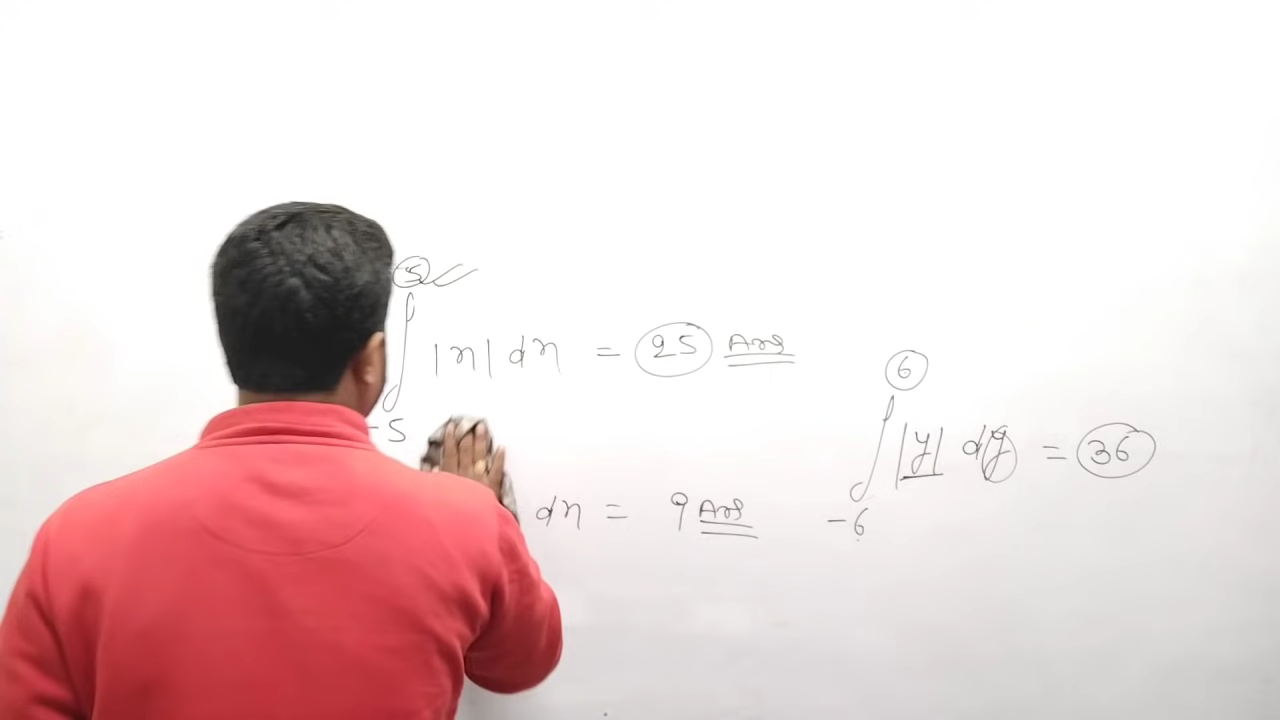 ∫_{-5}^{5} |x| dx = 25 Ans
∫_{-6}^{6} |y| dy = 36
dx = 9 Ans